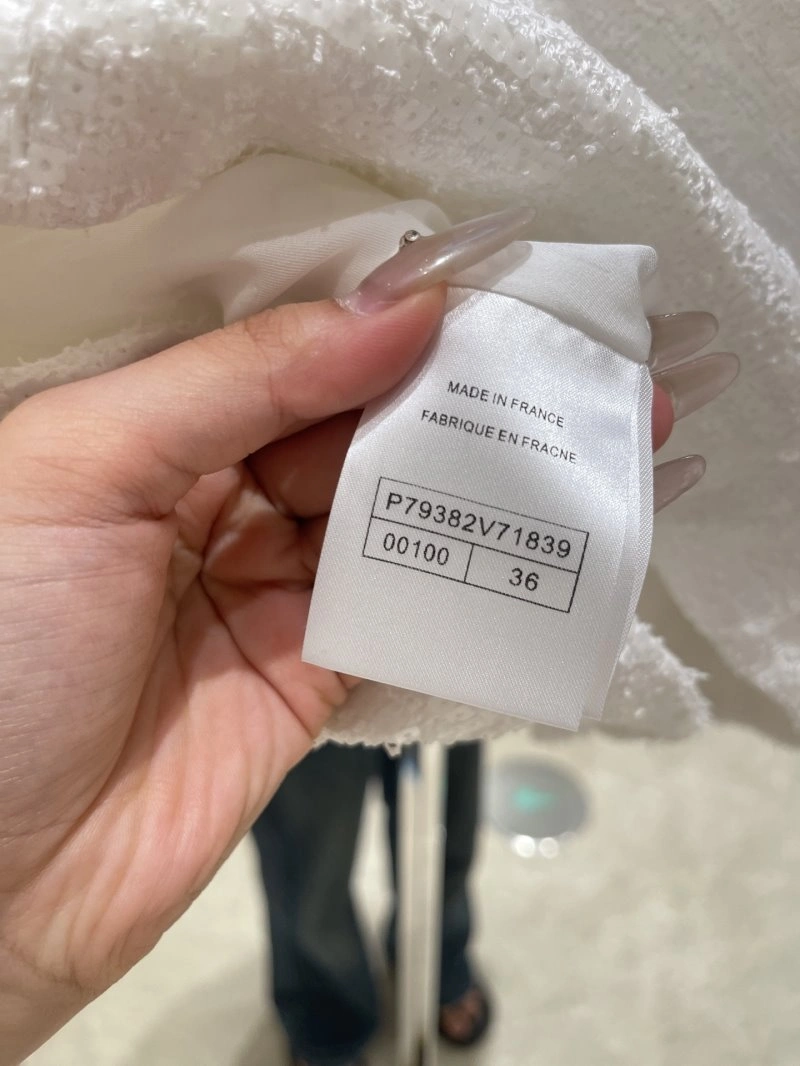 MADE IN FRANCE
FABRIQUE EN FRACNE
P79382V71839
00100 36